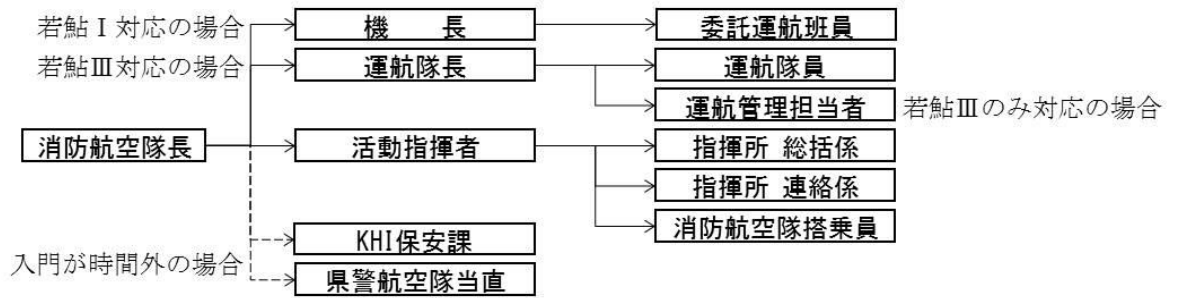 若鮎Ⅰ対応の場合 機　　長 委託運航班員
若鮎Ⅲ対応の場合 運航隊長 運航隊員
運航管理担当者 若鮎Ⅲのみ対応の場合
消防航空隊長 活動指揮者 指揮所 総括係
指揮所 連絡係
消防航空隊搭乗員
KHI保安課
入門が時間外の場合
県警航空隊当直